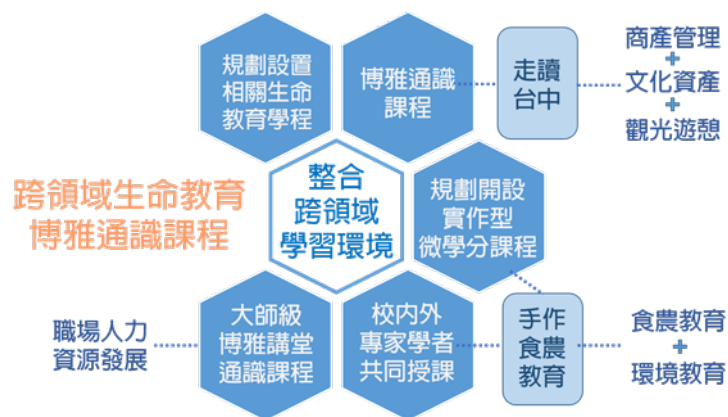 規劃設置
相關生命
教育學程
博雅通識
課程
走讀
台中
商產管理
+
文化資產
+
觀光遊憩
跨領域生命教育
博雅通識課程
整合
跨領域
學習環境
規劃開設
實作型
微學分課程
職場人力
資源發展
大師級
博雅講堂
通識課程
校內外
專家學者
共同授課
手作
食農
教育
食農教育
+
環境教育